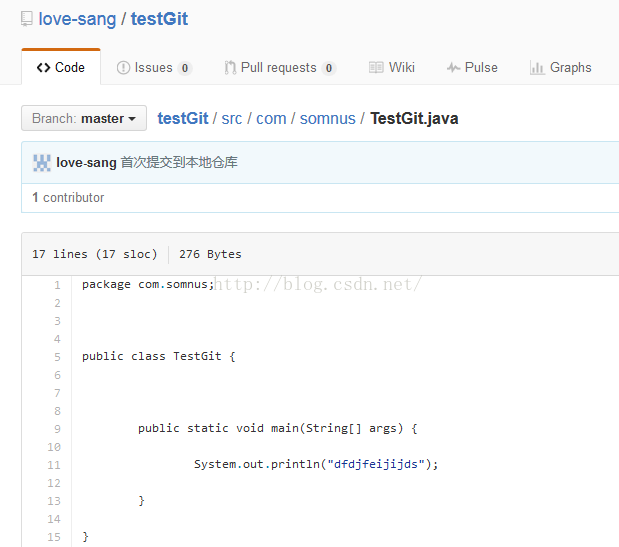 love-sang / testGit
Code Issues 0 Pull requests 0 Wiki Pulse Graphs
Branch: master testGit / src / com / somnus / TestGit.java
love-sang 首次提交到本地仓库
1 contributor
17 lines (17 sloc) 276 Bytes
1 package com.somnus; http://blog.csdn.net/
2
3
4
5 public class TestGit {
6
7
8
9 public static void main(String[] args) {
10
11 System.out.println("dfdjfeijijds");
12
13 }
14
15 }